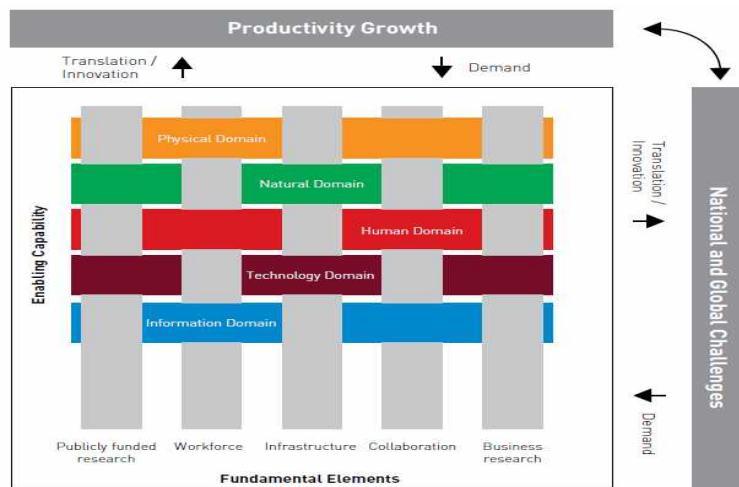 Productivity Growth
Translation /
Innovation
Demand
Physical Domain
Natural Domain
Human Domain
Technology Domain
Information Domain
Enabling Capability
Publicly funded
research
Workforce
Infrastructure
Collaboration
Business
research
Fundamental Elements
Translation /
Innovation
Demand
National and Global Challenges